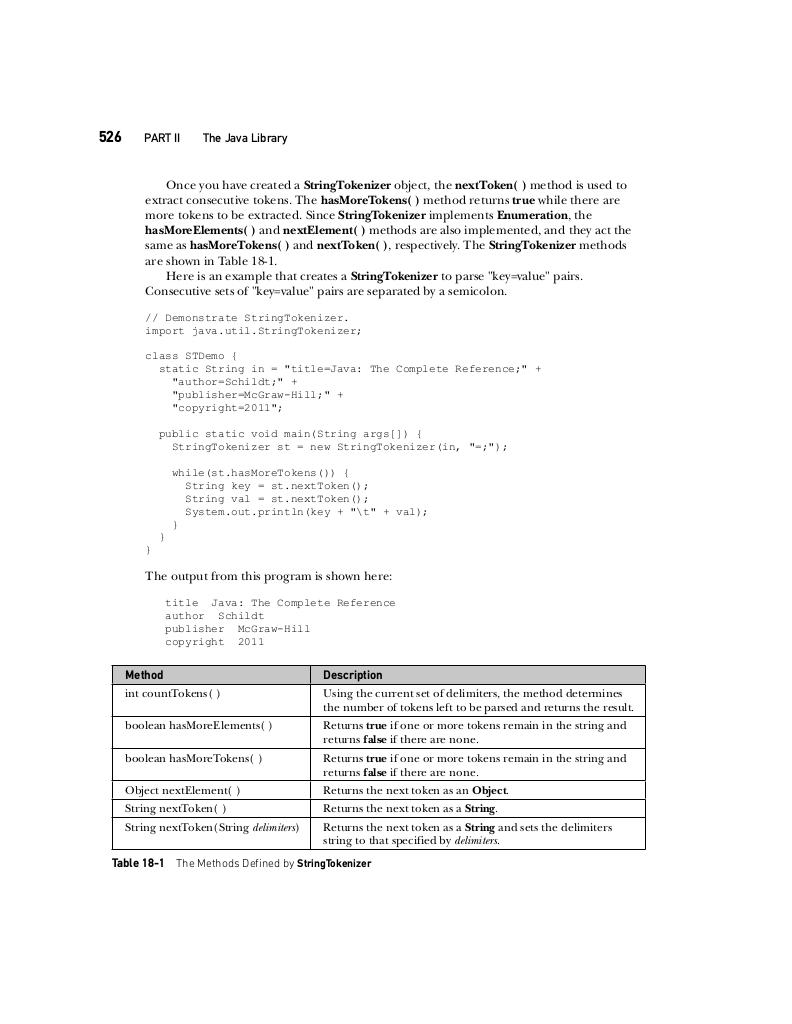 526 PART II The Java Library
Once you have created a StringTokenizer object, the nextToken( ) method is used to
extract consecutive tokens. The hasMoreTokens( ) method returns true while there are
more tokens to be extracted. Since StringTokenizer implements Enumeration, the
hasMoreElements( ) and nextElement( ) methods are also implemented, and they act the
same as hasMoreTokens( ) and nextToken( ), respectively. The StringTokenizer methods
are shown in Table 18-1.
Here is an example that creates a StringTokenizer to parse "key=value" pairs.
Consecutive sets of "key=value" pairs are separated by a semicolon.
// Demonstrate StringTokenizer.
import java.util.StringTokenizer;
class STDemo {
static String in = "title=Java: The Complete Reference;" +
"author=Schildt;" +
"publisher=McGraw-Hill;" +
"copyright=2011";
public static void main(String args[]) {
StringTokenizer st = new StringTokenizer(in, "=;");
while(st.hasMoreTokens()) {
String key = st.nextToken();
String val = st.nextToken();
System.out.println(key + "\t" + val);
}
}
}
The output from this program is shown here:
title Java: The Complete Reference
author Schildt
publisher McGraw-Hill
copyright 2011
Method Description
int countTokens( ) Using the current set of delimiters, the method determines
the number of tokens left to be parsed and returns the result.
boolean hasMoreElements( ) Returns true if one or more tokens remain in the string and
returns false if there are none.
boolean hasMoreTokens( ) Returns true if one or more tokens remain in the string and
returns false if there are none.
Object nextElement( ) Returns the next token as an Object.
String nextToken( ) Returns the next token as a String.
String nextToken(String delimiters) Returns the next token as a String and sets the delimiters
string to that specified by delimiters.
Table 18-1 The Methods Defined by StringTokenizer